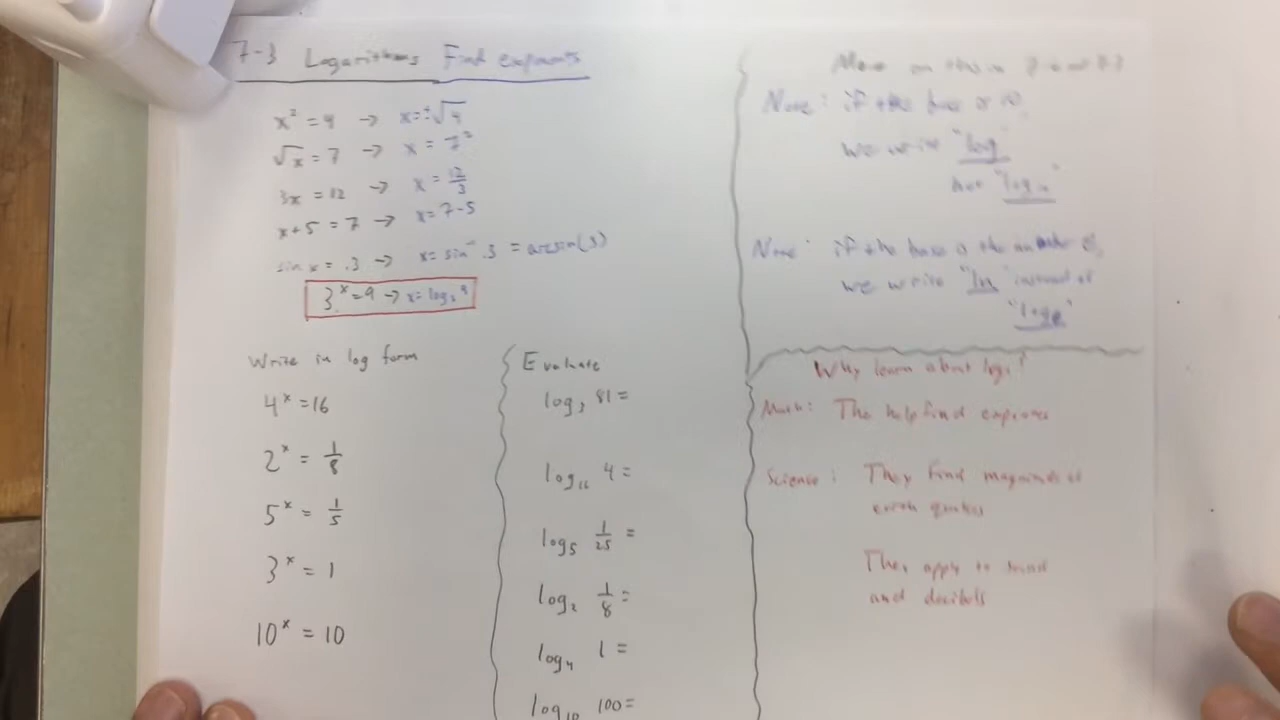 7-3 Logarithms Find exponents
x² = 9 → x = ±√9
√x = 7 → x = 7²
3x = 12 → x = 12/3
x + 5 = 7 → x = 7-5
sin x = .3 → x = sin⁻¹ .3 = arcsin(.3)
3ˣ = 9 → x = log₃ 9
Write in log form
4ˣ = 16
2ˣ = 1/8
5ˣ = 1/5
3ˣ = 1
10ˣ = 10
Evaluate
log₃ 81 =
log₁₆ 4 =
log₅ 1/25 =
log₂ 1/8 =
log₄ 1 =
log₁₀ 100 =
Note: if the base is 10,
we write "log"
not "log₁₀"
Note: if the base is the number e,
we write "ln" instead of
"logₑ"
Why learn about logs?
Math: The help find exponents
Science: They find magnitude of
earth quakes
They apply to sound
and decibels